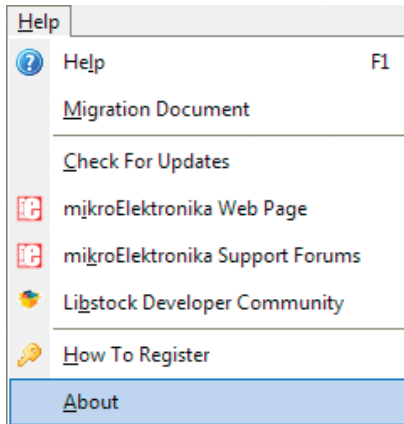 Help
Help F1
Migration Document
Check For Updates
mikroElektronika Web Page
mikroElektronika Support Forums
Libstock Developer Community
How To Register
About